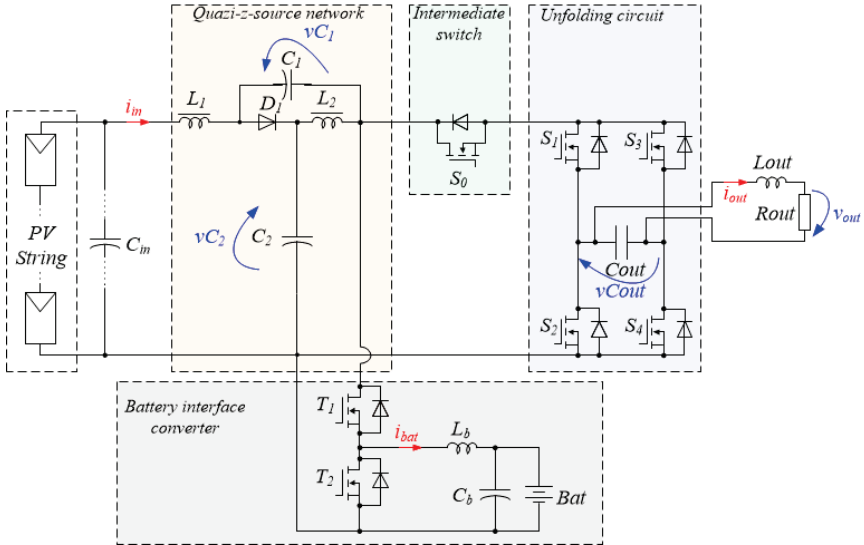 Quazi-z-source network
Intermediate
switch
Unfolding circuit
vC1
C1
iin
L1
D1
L2
S1
S3
S0
Lout
iout
Rout
vout
PV
String
Cin
vC2
C2
Cout
vCout
S2
S4
Battery interface
converter
T1
ibat
Lb
T2
Cb
Bat